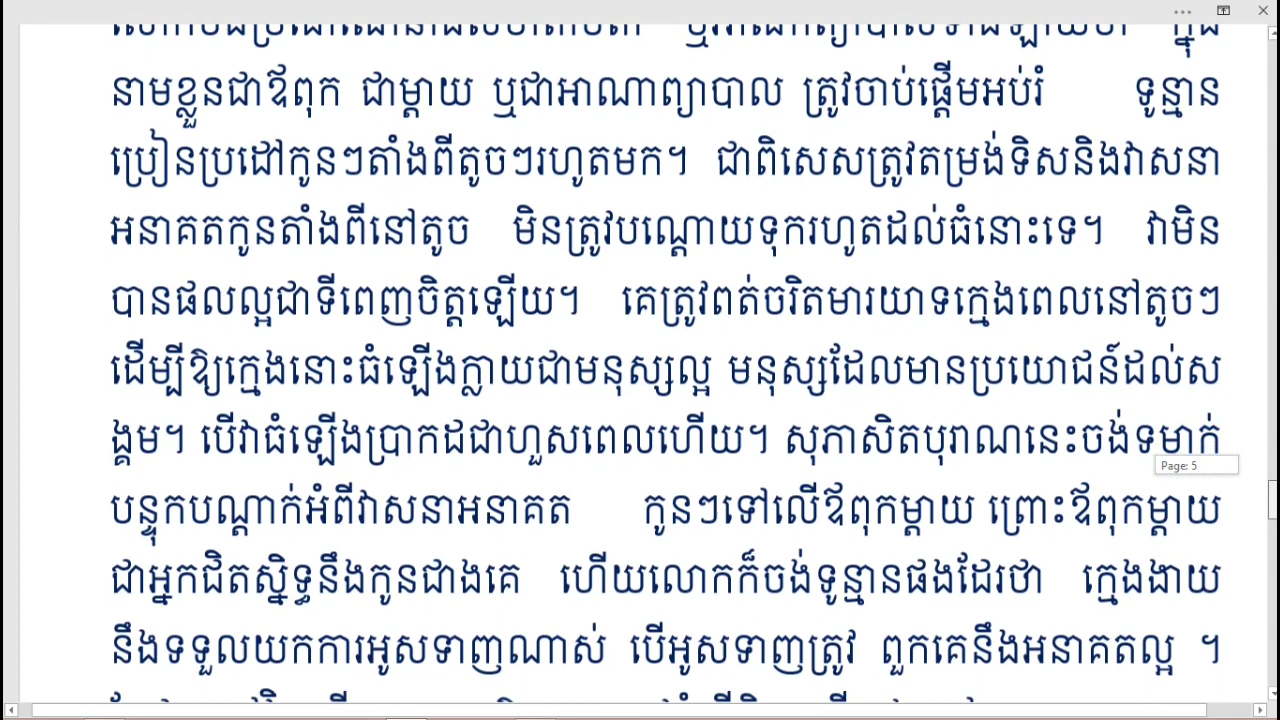 នាមខ្លួនជាឪពុក ជាម្តាយ ឬជាអាណាព្យាបាល ត្រូវចាប់ផ្តើមអប់រំ ទូន្មាន
ប្រៀនប្រដៅកូនៗតាំងពីតូចៗរហូតមក។ ជាពិសេសត្រូវតម្រង់ទិសនិងវាសនា
អនាគតកូនតាំងពីនៅតូច មិនត្រូវបណ្តោយទុករហូតដល់ធំនោះទេ។ វាមិន
បានផលល្អជាទីពេញចិត្តឡើយ។ គេត្រូវពត់ចរិតមារយាទក្មេងពេលនៅតូចៗ
ដើម្បីឱ្យក្មេងនោះធំឡើងក្លាយជាមនុស្សល្អ មនុស្សដែលមានប្រយោជន៍ដល់ស
ង្គម។ បើវាធំឡើងប្រាកដជាហួសពេលហើយ។ សុភាសិតបុរាណនេះចង់ទមាក់
Page: 5
បន្ទុកបណ្តាក់អំពីវាសនាអនាគត កូនៗទៅលើឪពុកម្តាយ ព្រោះឪពុកម្តាយ
ជាអ្នកជិតស្និទ្ធនឹងកូនជាងគេ ហើយលោកក៏ចង់ទូន្មានផងដែរថា ក្មេងងាយ
នឹងទទួលយកការអូសទាញណាស់ បើអូសទាញត្រូវ ពួកគេនឹងអនាគតល្អ ។